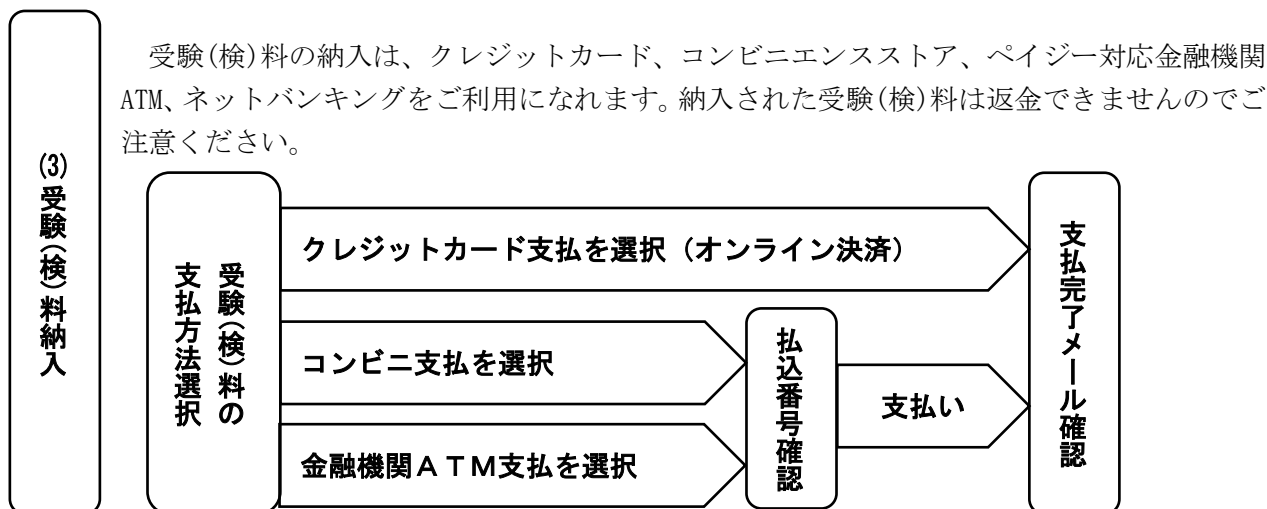 (3)受験(検)料納入
受験(検)料の納入は、クレジットカード、コンビニエンスストア、ペイジー対応金融機関
ATM、ネットバンキングをご利用になれます。納入された受験(検)料は返金できませんのでご
注意ください。
受験(検)料の
支払方法選択
クレジットカード支払を選択（オンライン決済）
コンビニ支払を選択
金融機関ＡＴＭ支払を選択
払込番号確認
支払い
支払完了メール確認